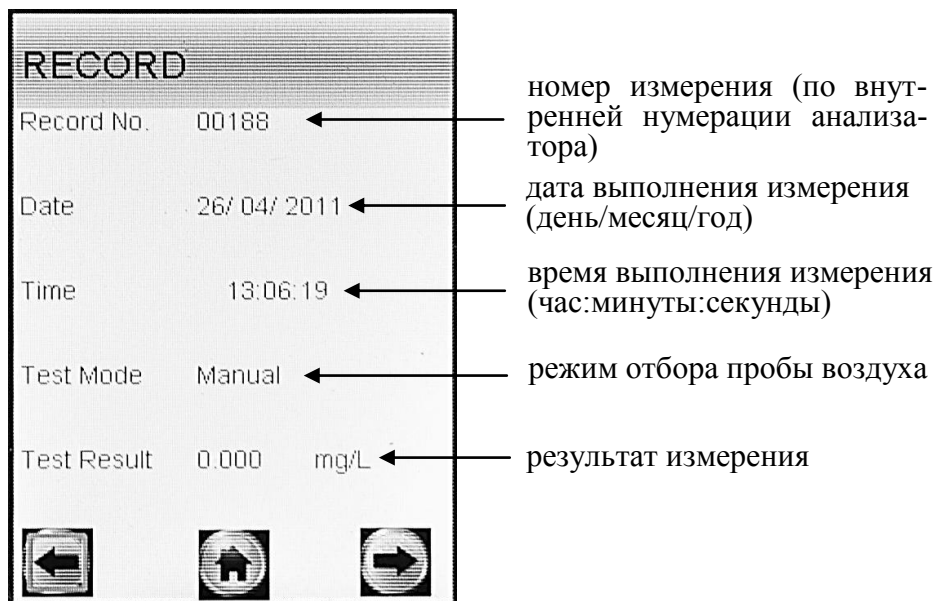 RECORD
Record No. 00188
номер измерения (по внут-
ренней нумерации анализа-
тора)
Date 26/ 04/ 2011
дата выполнения измерения
(день/месяц/год)
Time 13:06:19
время выполнения измерения
(час:минуты:секунды)
Test Mode Manual
режим отбора пробы воздуха
Test Result 0.000 mg/L
результат измерения